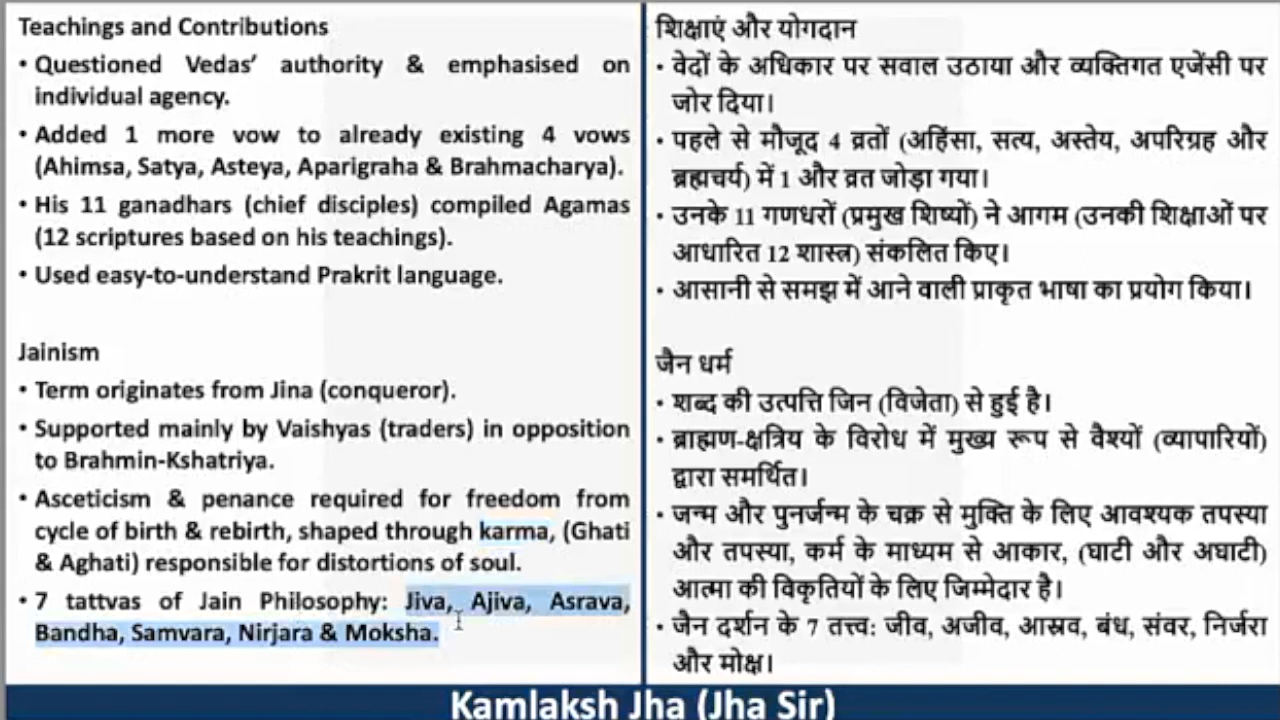 Teachings and Contributions
• Questioned Vedas' authority & emphasised on
individual agency.
• Added 1 more vow to already existing 4 vows
(Ahimsa, Satya, Asteya, Aparigraha & Brahmacharya).
• His 11 ganadhars (chief disciples) compiled Agamas
(12 scriptures based on his teachings).
• Used easy-to-understand Prakrit language.
Jainism
• Term originates from Jina (conqueror).
• Supported mainly by Vaishyas (traders) in opposition
to Brahmin-Kshatriya.
• Asceticism & penance required for freedom from
cycle of birth & rebirth, shaped through karma, (Ghati
& Aghati) responsible for distortions of soul.
• 7 tattvas of Jain Philosophy: Jiva, Ajiva, Asrava,
Bandha, Samvara, Nirjara & Moksha.
शिक्षाएं और योगदान
• वेदों के अधिकार पर सवाल उठाया और व्यक्तिगत एजेंसी पर
जोर दिया।
• पहले से मौजूद 4 व्रतों (अहिंसा, सत्य, अस्तेय, अपरिग्रह और
ब्रह्मचर्य) में 1 और व्रत जोड़ा गया।
• उनके 11 गणधरों (प्रमुख शिष्यों) ने आगम (उनकी शिक्षाओं पर
आधारित 12 शास्त्र) संकलित किए।
• आसानी से समझ में आने वाली प्राकृत भाषा का प्रयोग किया।
जैन धर्म
• शब्द की उत्पत्ति जिन (विजेता) से हुई है।
• ब्राह्मण-क्षत्रिय के विरोध में मुख्य रूप से वैश्यों (व्यापारियों)
द्वारा समर्थित।
• जन्म और पुनर्जन्म के चक्र से मुक्ति के लिए आवश्यक तपस्या
और तपस्या, कर्म के माध्यम से आकार, (घाटी और अघाटी)
आत्मा की विकृतियों के लिए जिम्मेदार है।
• जैन दर्शन के 7 तत्त्व: जीव, अजीव, आस्रव, बंध, संवर, निर्जरा
और मोक्ष।
Kamlaksh Jha (Jha Sir)